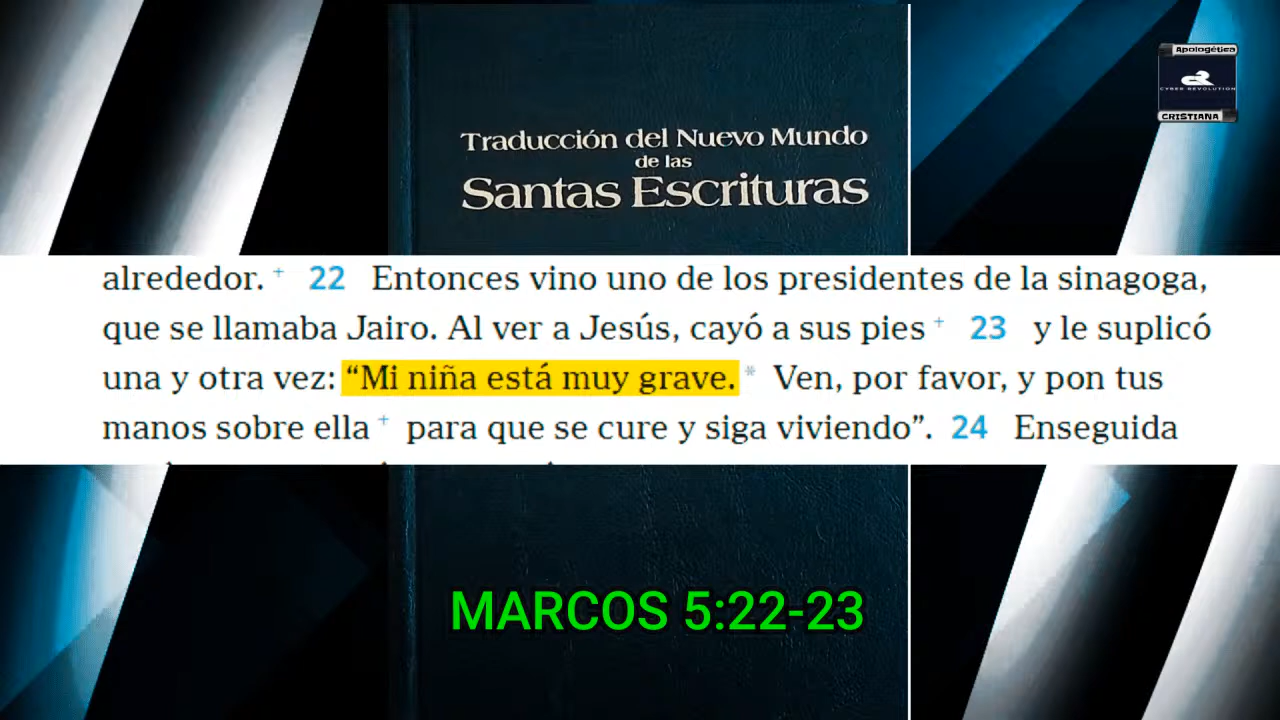 Apologética
CYBER REVOLUTION
CRISTIANA
Traducción del Nuevo Mundo
de las
Santas Escrituras
alrededor. + 22 Entonces vino uno de los presidentes de la sinagoga,
que se llamaba Jairo. Al ver a Jesús, cayó a sus pies + 23 y le suplicó
una y otra vez: “Mi niña está muy grave. * Ven, por favor, y pon tus
manos sobre ella + para que se cure y siga viviendo”. 24 Enseguida
MARCOS 5:22-23